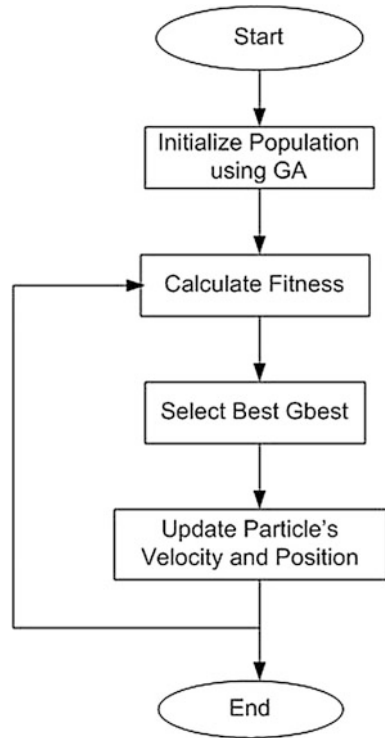 Start
Initialize Population
using GA
Calculate Fitness
Select Best Gbest
Update Particle's
Velocity and Position
End